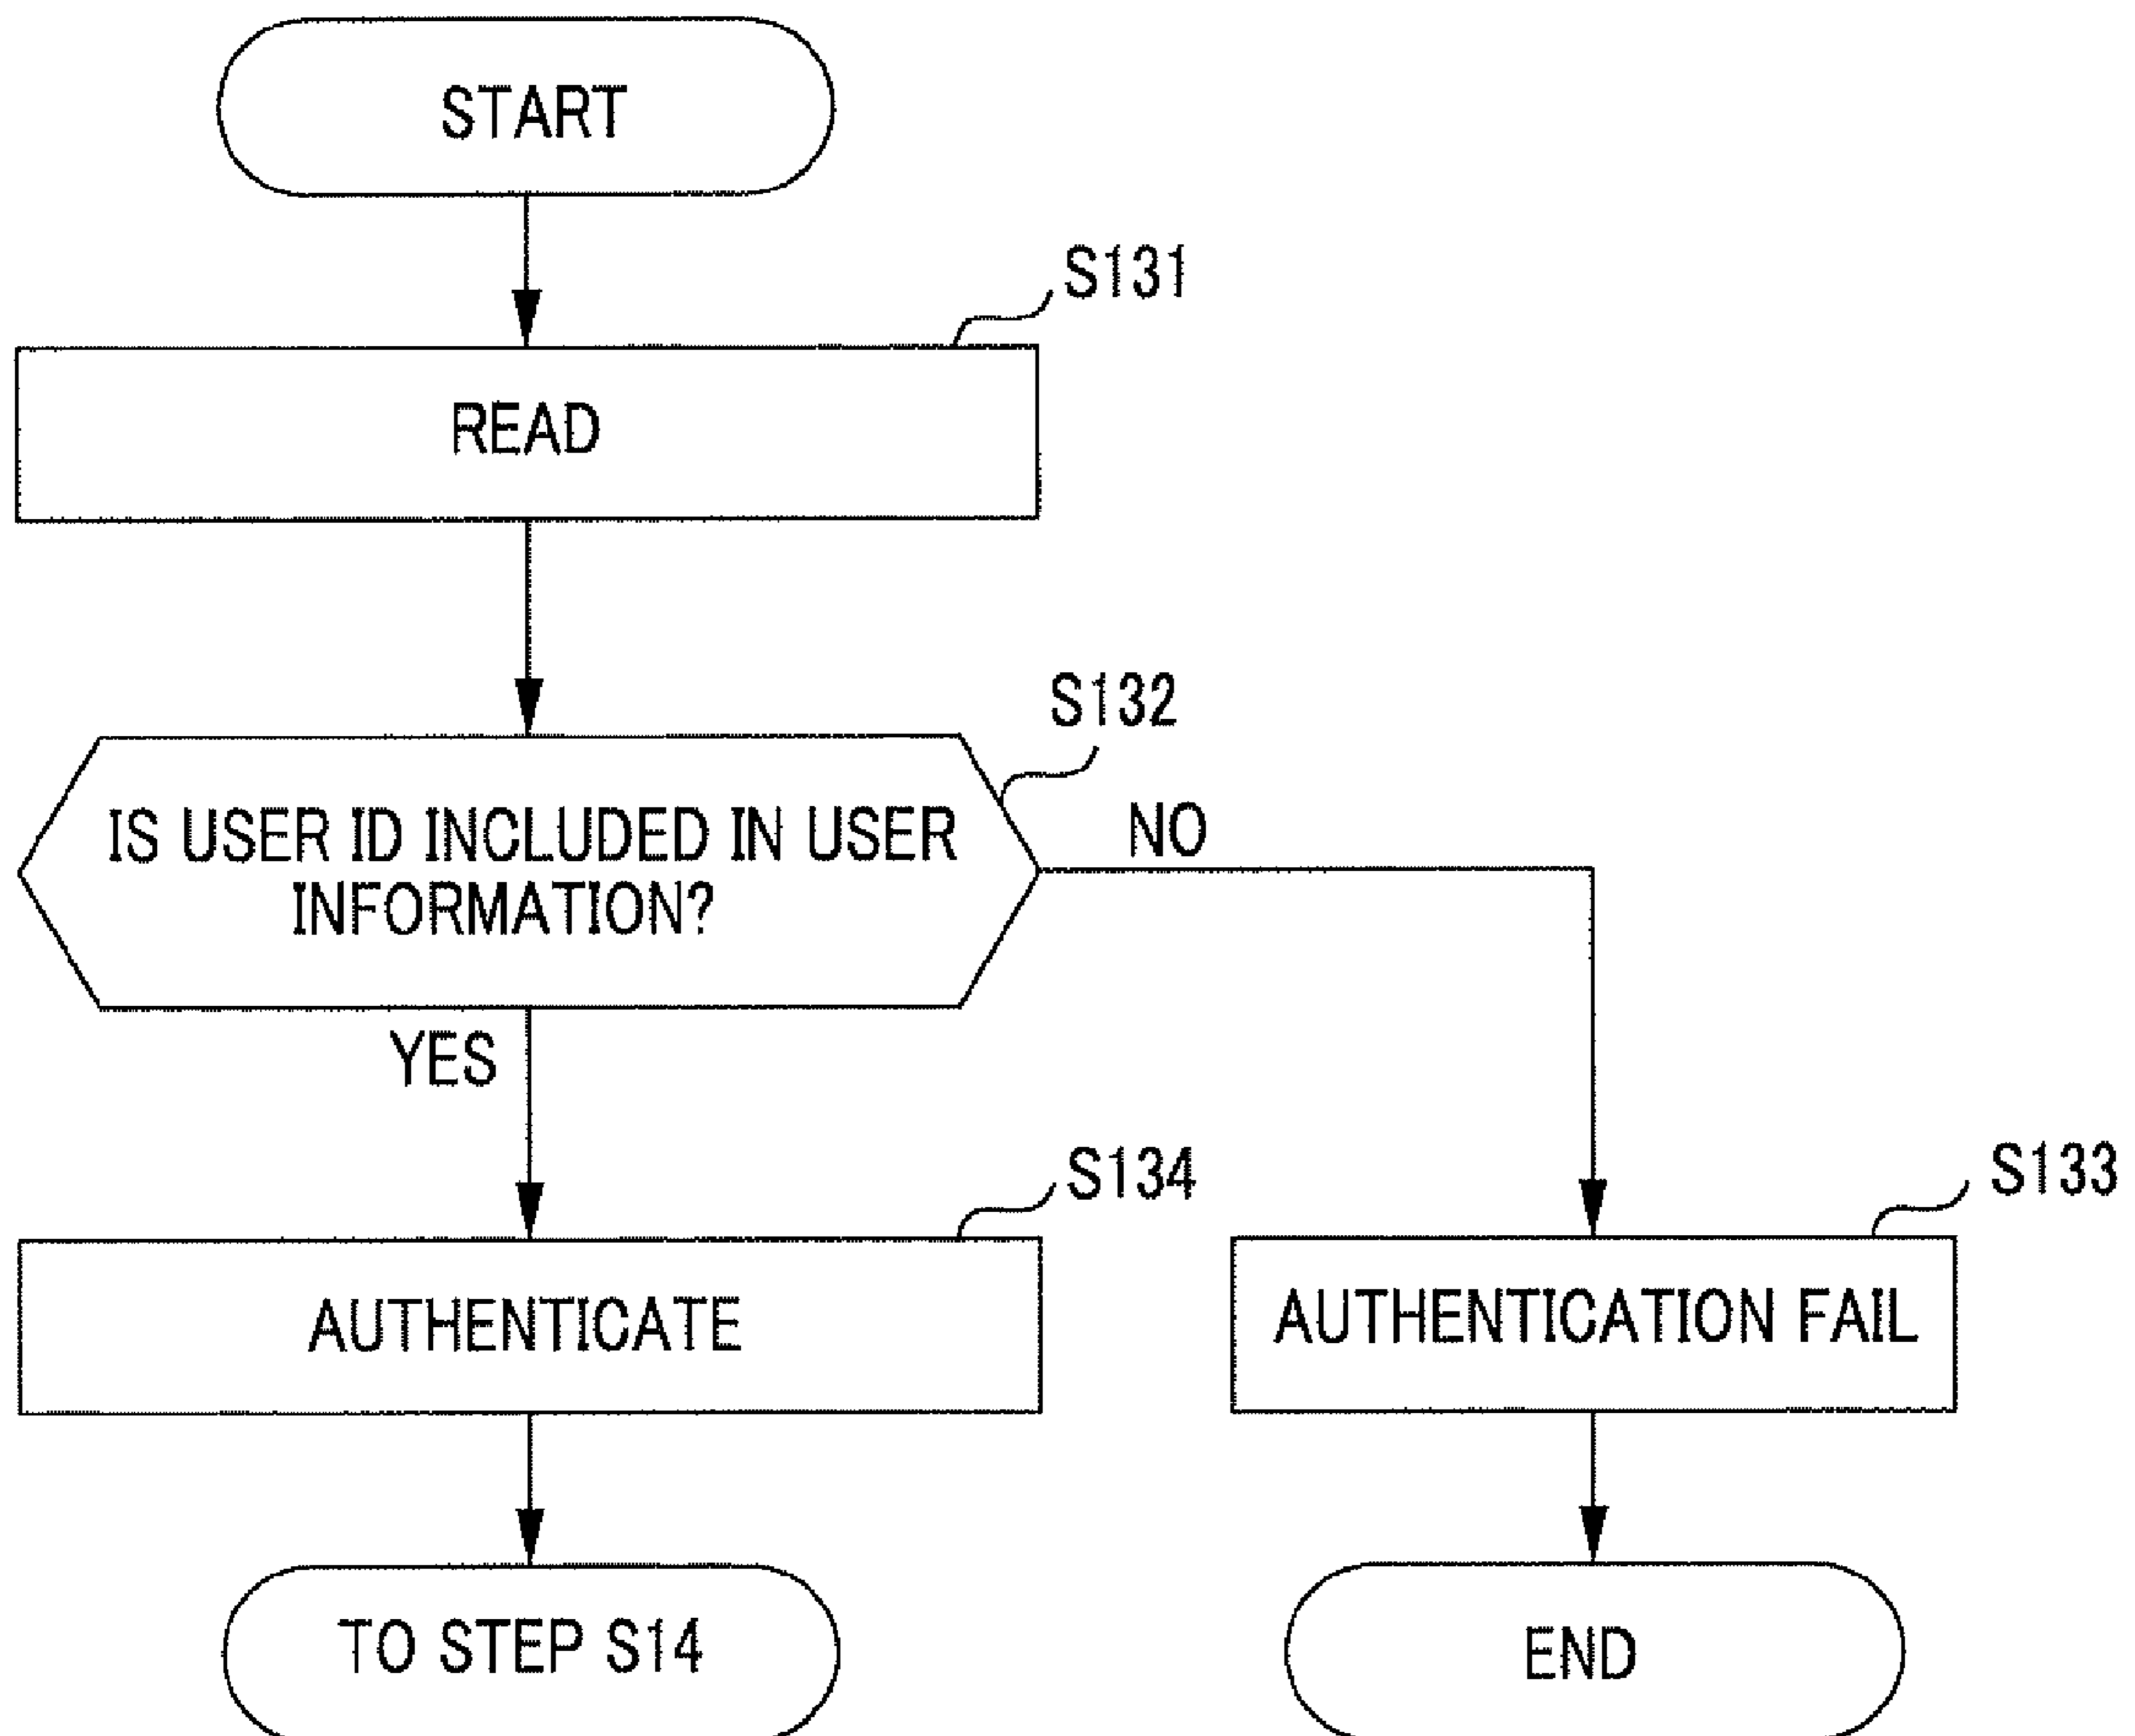 START
S131
READ
S132
IS USER ID INCLUDED IN USER
INFORMATION?
NO
YES
S134
AUTHENTICATE
S133
AUTHENTICATION FAIL
TO STEP S14
END